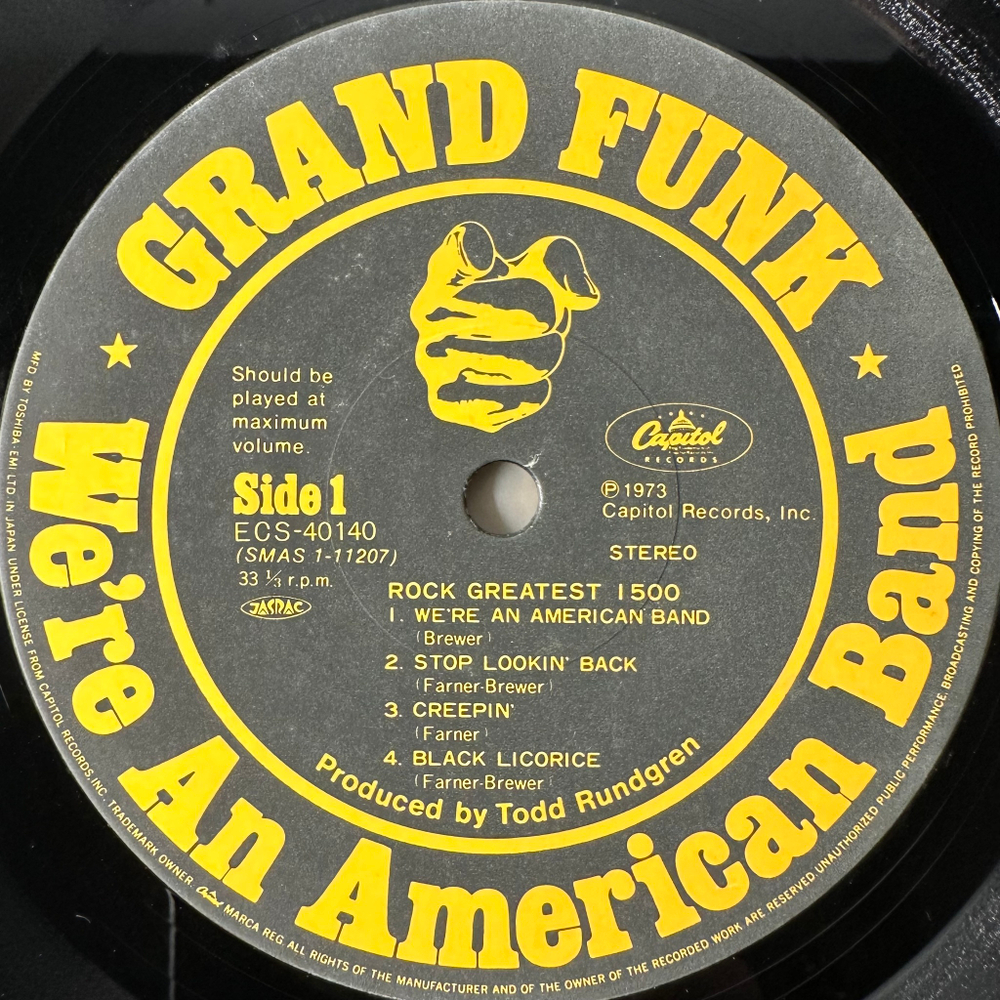 GRAND FUNK
We're An American Band
Should be
played at
maximum
volume.
Side 1
ECS-40140
(SMAS 1-11207)
33 ⅓ r.p.m.
JASRAC
Capitol
RECORDS
Ⓟ 1973
Capitol Records, Inc.
STEREO
ROCK GREATEST 1500
1. WE'RE AN AMERICAN BAND
(Brewer)
2. STOP LOOKIN' BACK
(Farner-Brewer)
3. CREEPIN'
(Farner)
4. BLACK LICORICE
(Farner-Brewer)
Produced by Todd Rundgren
MFD BY TOSHIBA-EMI LTD. IN JAPAN UNDER LICENSE FROM CAPITOL RECORDS, INC. TRADEMARK OWNER. Capitol MARCA REG. ALL RIGHTS OF THE MANUFACTURER AND OF THE OWNER OF THE RECORDED WORK ARE RESERVED. UNAUTHORIZED PUBLIC PERFORMANCE, BROADCASTING AND COPYING OF THE RECORD PROHIBITED.